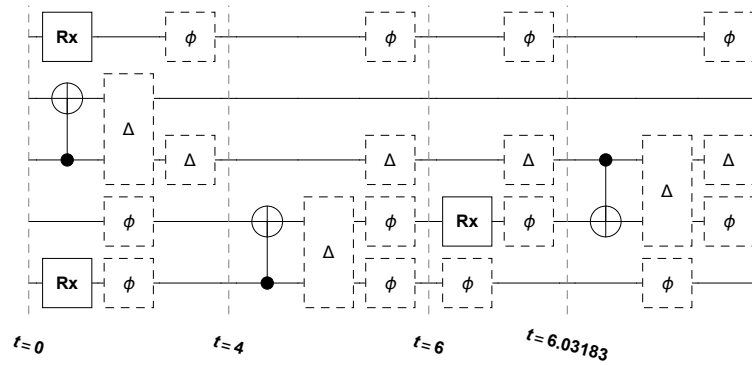 Rx ϕ ϕ ϕ ϕ
Δ
Δ Δ Δ Δ Δ
ϕ Δ ϕ Rx ϕ ϕ
Rx ϕ ϕ ϕ ϕ
t=0 t=4 t=6 t=6.03183